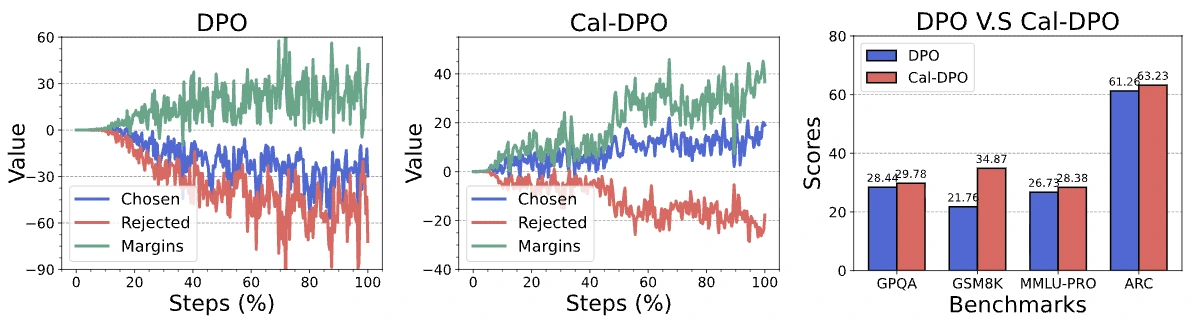 DPO
Value
60
30
0
−30
−60
−90
Chosen
Rejected
Margins
0 20 40 60 80 100
Steps (%)
Cal-DPO
Value
40
20
0
−20
−40
Chosen
Rejected
Margins
0 20 40 60 80 100
Steps (%)
DPO V.S Cal-DPO
Scores
80
60
40
20
0
DPO
Cal-DPO
28.44 29.78
21.76 34.87
26.73 28.38
61.26 63.23
GPQA GSM8K MMLU-PRO ARC
Benchmarks